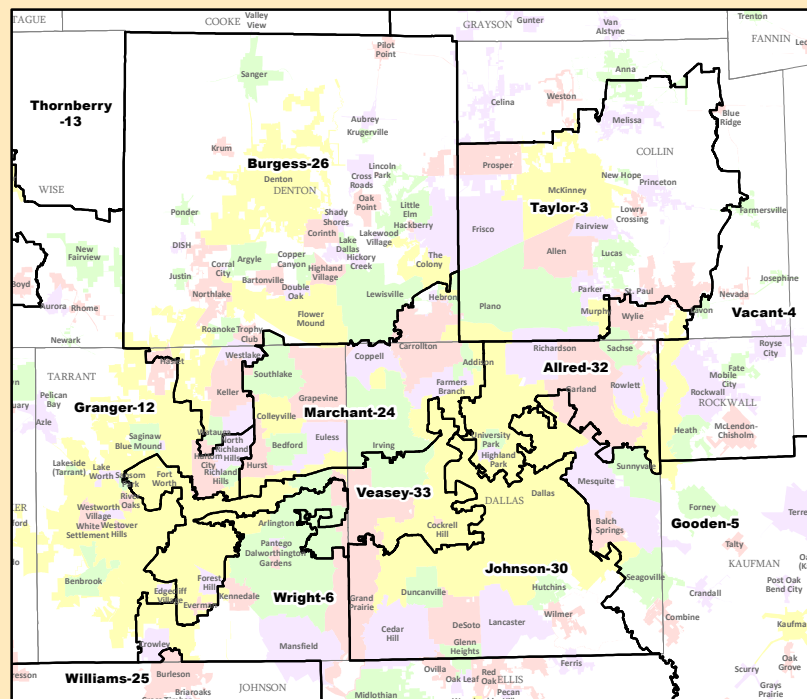 TAGUE
COOKE
Valley
View
GRAYSON
Gunter
Van
Alstyne
Trenton
FANNIN
Pilot
Point
Sanger
Anna
Weston
Celina
Melissa
Blue
Ridge
Thornberry
-13
Aubrey
Krugerville
Krum
COLLIN
Burgess-26
Denton
DENTON
Lincoln
Park
Cross
Roads
Prosper
New Hope
Princeton
McKinney
WISE
Oak
Point
Little
Elm
Taylor-3
Lowry
Crossing
Farmersville
Ponder
Shady
Shores
Hackberry
Corinth
Lakewood
Village
Frisco
Fairview
DISH
Lake
Dallas
Hickory
Creek
The
Colony
Allen
Lucas
New
Fairview
Argyle
Copper
Canyon
Corral
City
Highland
Village
Justin
Bartonville
Double
Oak
Josephine
Boyd
Northlake
Lewisville
Hebron
Parker
St. Paul
Nevada
Aurora
Rhome
Plano
Murphy
Wylie
Lavon
Vacant-4
Flower
Mound
Roanoke
Trophy
Club
Newark
Westlake
Coppell
Carrollton
Richardson
Sachse
Royse
City
Haslet
Southlake
Addison
Allred-32
Fate
Mobile
City
TARRANT
Keller
Grapevine
Farmers
Branch
Garland
Rowlett
Rockwall
ROCKWALL
Pelican
Bay
Granger-12
Colleyville
Marchant-24
McLendon-
Chisholm
Azle
Watauga
North
Richland
Hills
Euless
Bedford
Irving
University
Park
Highland
Park
Heath
Saginaw
Blue Mound
Haltom
City
Richland
Hills
Hurst
Sunnyvale
Lakeside
(Tarrant)
Lake
Worth
Sansom
Park
Fort
Worth
River
Oaks
Veasey-33
Mesquite
DALLAS
Dallas
Westworth
Village
White
Settlement
Westover
Hills
Arlington
Cockrell
Hill
Balch
Springs
Gooden-5
Forney
Terre
Talty
Pantego
Dalworthington
Gardens
Johnson-30
KAUFMAN
Benbrook
Forest
Hill
Seagoville
Post Oak
Bend City
Edgecliff
Village
Everman
Kennedale
Wright-6
Grand
Prairie
Duncanville
Hutchins
Crandall
Wilmer
Combine
Kaufma
Cedar
Hill
DeSoto
Lancaster
Glenn
Heights
Crowley
Mansfield
Williams-25
Burleson
Briaroaks
JOHNSON
Ovilla
Oak Leaf
Red
Oak
ELLIS
Pecan
Ferris
Midlothian
Scurry
Oak
Grove
Grays
Prairie